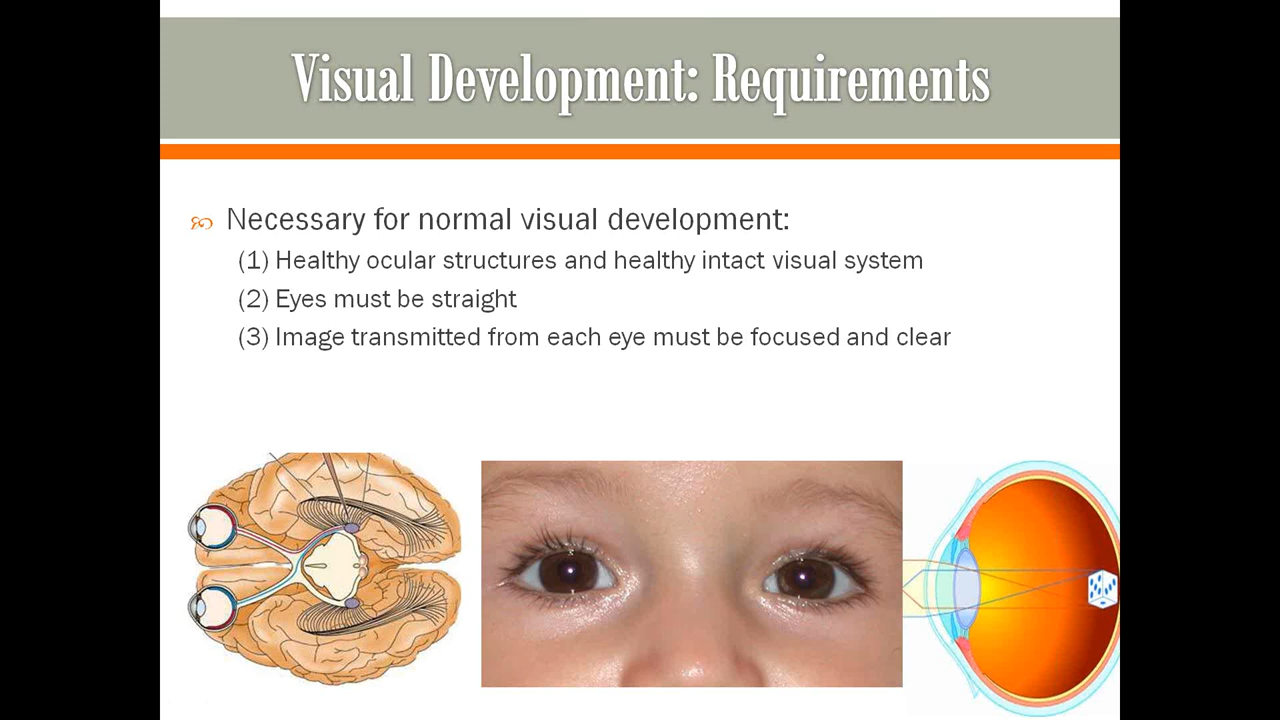 Visual Development: Requirements
Necessary for normal visual development:
(1) Healthy ocular structures and healthy intact visual system
(2) Eyes must be straight
(3) Image transmitted from each eye must be focused and clear